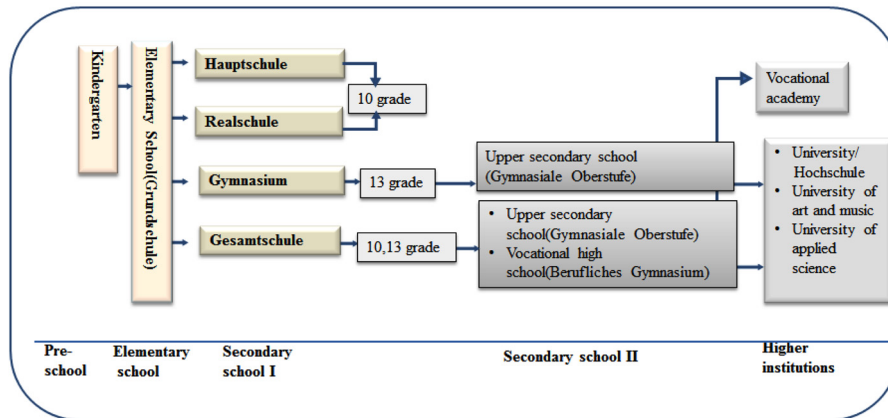 Kindergarten
Elementary School(Grundschule)
Hauptschule
Realschule
10 grade
Gymnasium
13 grade
Gesamtschule
10,13 grade
Upper secondary school
(Gymnasiale Oberstufe)
• Upper secondary
school(Gymnasiale Oberstufe)
• Vocational high
school(Berufliches Gymnasium)
Vocational
academy
• University/
Hochschule
• University of
art and music
• University of
applied
science
Pre-
school
Elementary
school
Secondary
school I
Secondary school II
Higher
institutions